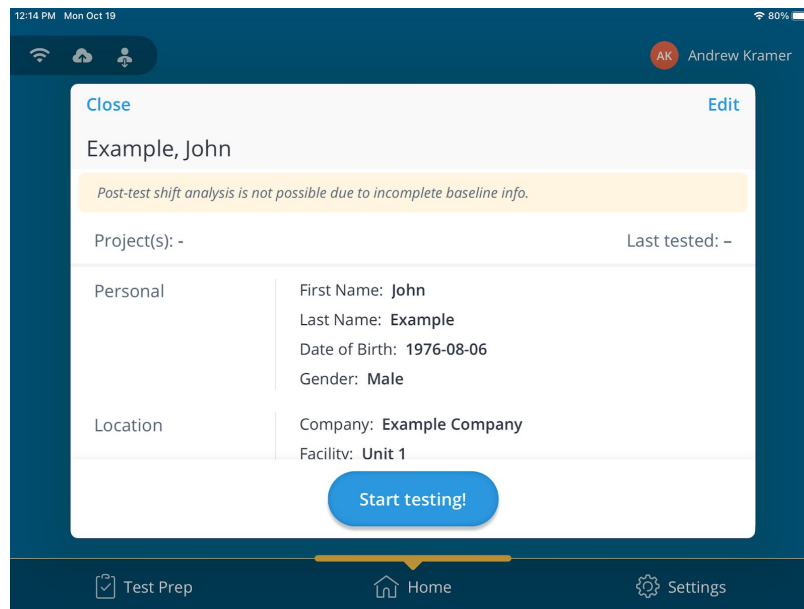 12:14 PM Mon Oct 19 80%
AK Andrew Kramer
Close Edit
Example, John
Post-test shift analysis is not possible due to incomplete baseline info.
Project(s): - Last tested: –
Personal First Name: John
Last Name: Example
Date of Birth: 1976-08-06
Gender: Male
Location Company: Example Company
Facility: Unit 1
Start testing!
Test Prep Home Settings